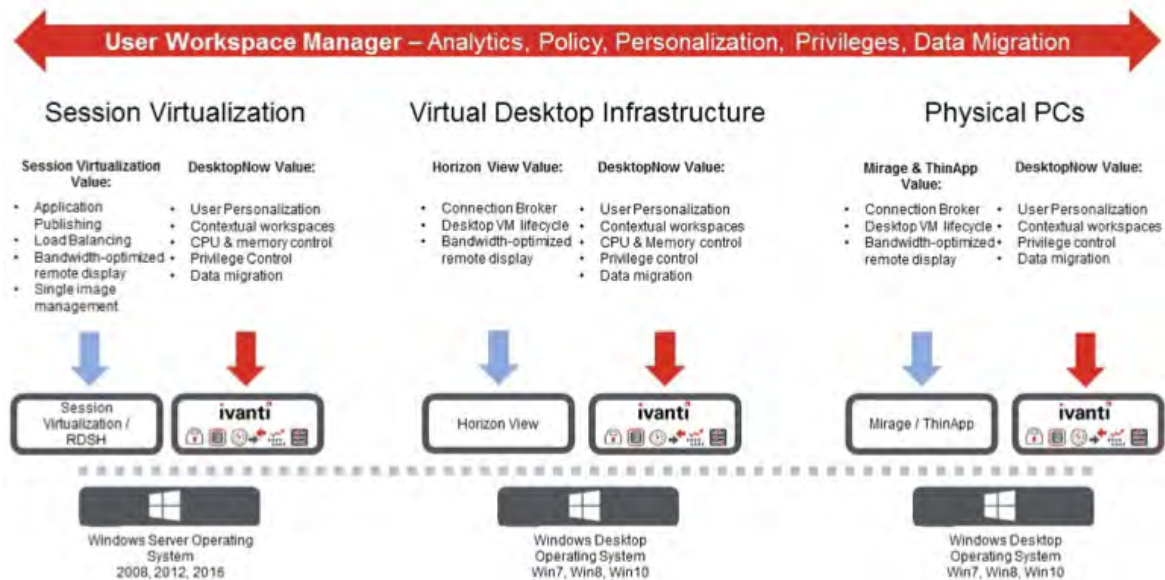 User Workspace Manager – Analytics, Policy, Personalization, Privileges, Data Migration
Session Virtualization
Session Virtualization
Value:
• Application
Publishing
• Load Balancing
• Bandwidth-optimized
remote display
• Single image
management
DesktopNow Value:
• User Personalization
• Contextual workspaces
• CPU & memory control
• Privilege Control
• Data migration
Session
Virtualization /
RDSH
ivanti
Windows Server Operating
System
2008, 2012, 2016
Virtual Desktop Infrastructure
Horizon View Value:
• Connection Broker
• Desktop VM lifecycle
• Bandwidth-optimized
remote display
DesktopNow Value:
• User Personalization
• Contextual workspaces
• CPU & Memory control
• Privilege control
• Data migration
Horizon View
ivanti
Windows Desktop
Operating System
Win7, Win8, Win10
Physical PCs
Mirage & ThinApp
Value:
• Connection Broker
• Desktop VM lifecycle
• Bandwidth-optimized
remote display
DesktopNow Value:
• User Personalization
• Contextual workspaces
• Privilege control
• Data migration
Mirage / ThinApp
ivanti
Windows Desktop
Operating System
Win7, Win8, Win10